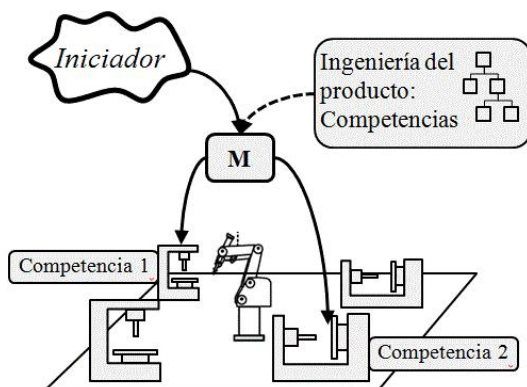 Iniciador
Ingeniería del
producto:
Competencias
M
Competencia 1
Competencia 2